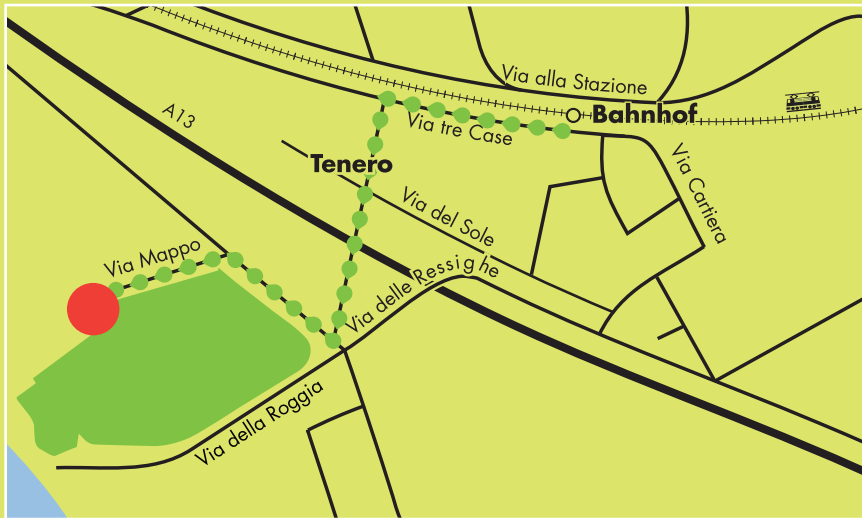 Via alla Stazione
Bahnhof
A13
Via tre Case
Tenero
Via Cartiera
Via del Sole
Via Mappo
Via delle Ressighe
Via della Roggia